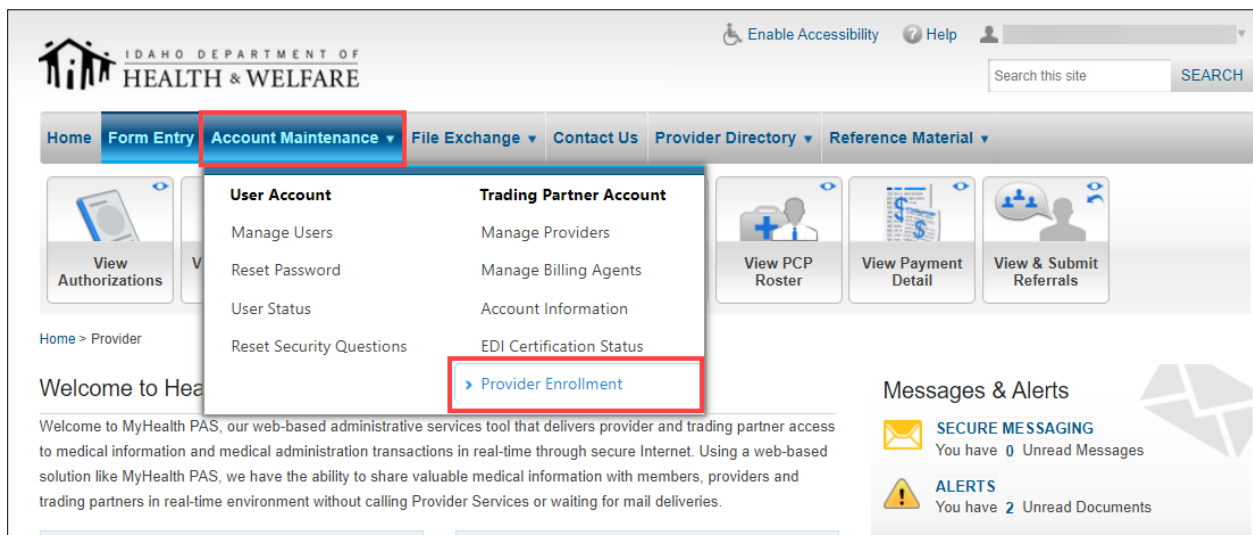 Enable Accessibility
Help
IDAHO DEPARTMENT OF
HEALTH & WELFARE
Search this site
SEARCH
Home
Form Entry
Account Maintenance
File Exchange
Contact Us
Provider Directory
Reference Material
User Account
Manage Users
Reset Password
User Status
Reset Security Questions
Trading Partner Account
Manage Providers
Manage Billing Agents
Account Information
EDI Certification Status
Provider Enrollment
View
Authorizations
V
View PCP
Roster
View Payment
Detail
View & Submit
Referrals
Home > Provider
Welcome to Hea
Welcome to MyHealth PAS, our web-based administrative services tool that delivers provider and trading partner access
to medical information and medical administration transactions in real-time through secure Internet. Using a web-based
solution like MyHealth PAS, we have the ability to share valuable medical information with members, providers and
trading partners in real-time environment without calling Provider Services or waiting for mail deliveries.
Messages & Alerts
SECURE MESSAGING
You have 0 Unread Messages
ALERTS
You have 2 Unread Documents